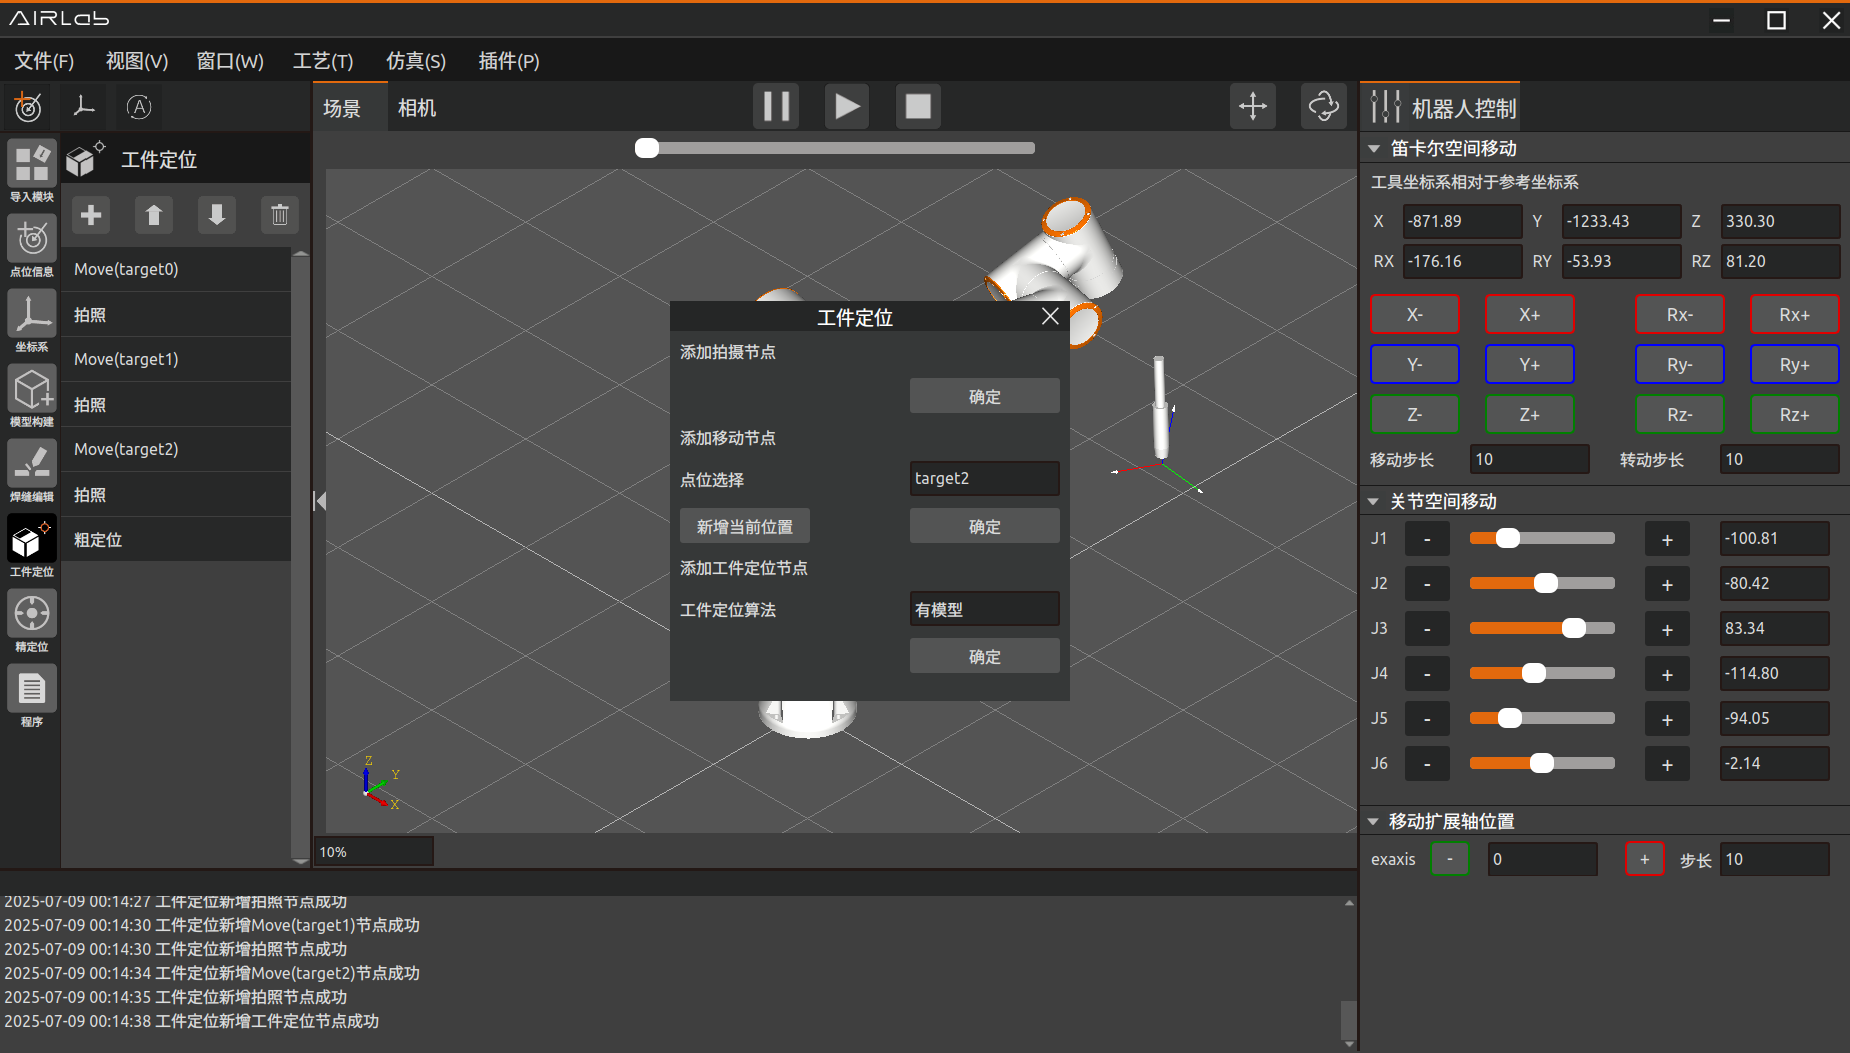 AIRLab
文件(F) 视图(V) 窗口(W) 工艺(T) 仿真(S) 插件(P)
导入模块
点位信息
坐标系
模型构建
焊缝编辑
工件定位
精定位
程序
工件定位
Move(target0)
拍照
Move(target1)
拍照
Move(target2)
拍照
粗定位
场景 相机
Z
Y
X
10%
工件定位
添加拍摄节点
确定
添加移动节点
点位选择 target2
新增当前位置 确定
添加工件定位节点
工件定位算法 有模型
确定
机器人控制
笛卡尔空间移动
工具坐标系相对于参考坐标系
X -871.89 Y -1233.43 Z 330.30
RX -176.16 RY -53.93 RZ 81.20
X- X+ Rx- Rx+
Y- Y+ Ry- Ry+
Z- Z+ Rz- Rz+
移动步长 10 转动步长 10
关节空间移动
J1 - + -100.81
J2 - + -80.42
J3 - + 83.34
J4 - + -114.80
J5 - + -94.05
J6 - + -2.14
移动扩展轴位置
exaxis - 0 + 步长 10
2025-07-09 00:14:27 工件定位新增拍照节点成功
2025-07-09 00:14:30 工件定位新增Move(target1)节点成功
2025-07-09 00:14:30 工件定位新增拍照节点成功
2025-07-09 00:14:34 工件定位新增Move(target2)节点成功
2025-07-09 00:14:35 工件定位新增拍照节点成功
2025-07-09 00:14:38 工件定位新增工件定位节点成功